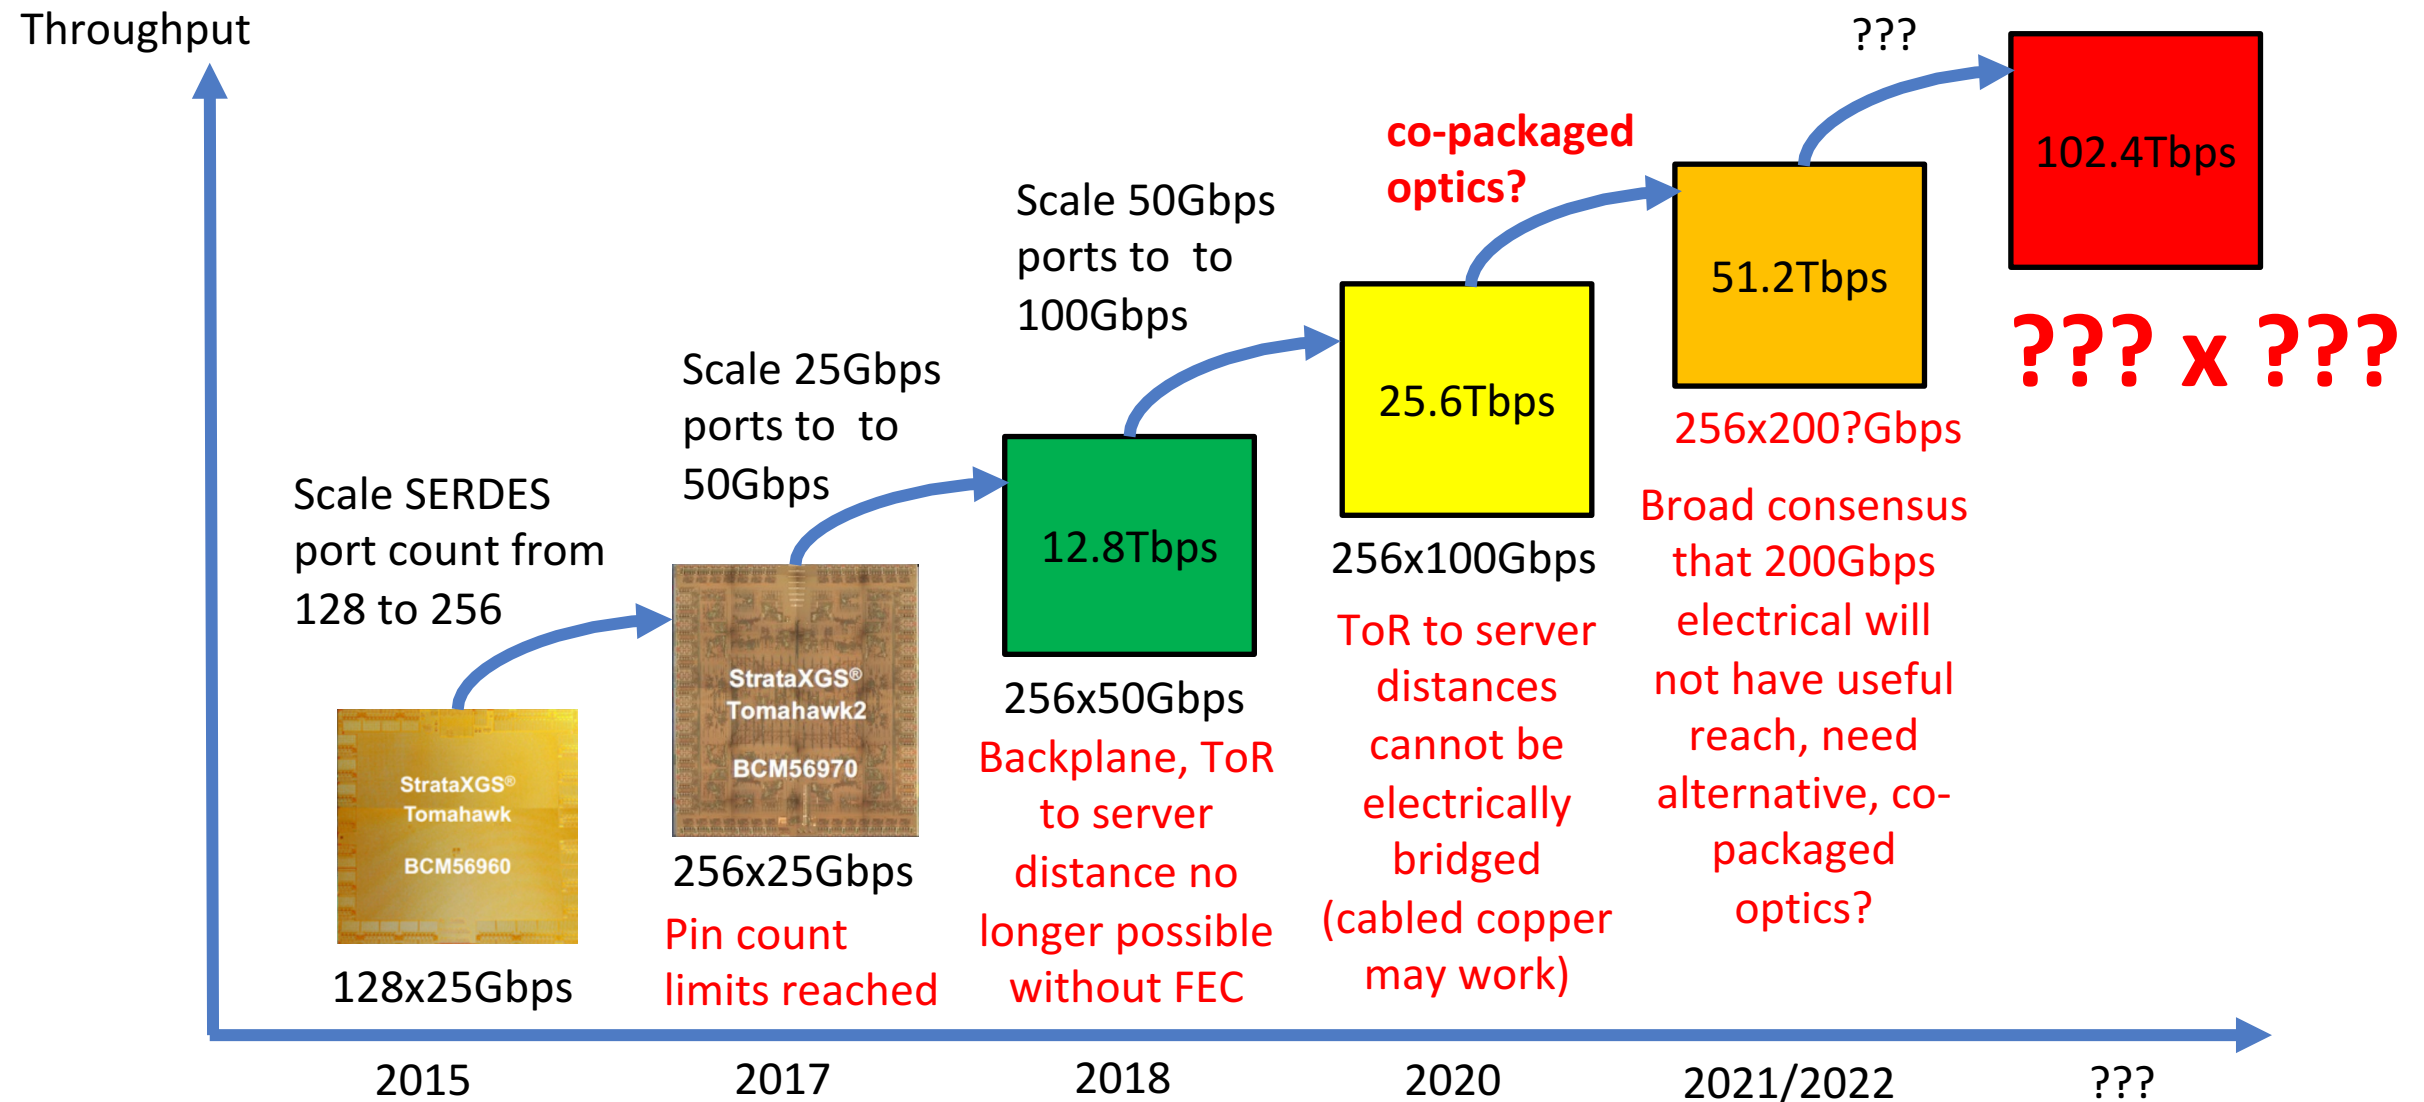 Throughput
Scale SERDES
port count from
128 to 256
StrataXGS®
Tomahawk
BCM56960
128x25Gbps
2015
Scale 25Gbps
ports to  to
50Gbps
StrataXGS®
Tomahawk2
BCM56970
256x25Gbps
Pin count
limits reached
2017
Scale 50Gbps
ports to  to
100Gbps
12.8Tbps
256x50Gbps
Backplane, ToR
to server
distance no
longer possible
without FEC
2018
co-packaged
optics?
25.6Tbps
256x100Gbps
ToR to server
distances
cannot be
electrically
bridged
(cabled copper
may work)
2020
???
51.2Tbps
256x200?Gbps
Broad consensus
that 200Gbps
electrical will
not have useful
reach, need
alternative, co-
packaged
optics?
2021/2022
102.4Tbps
??? x ???
???